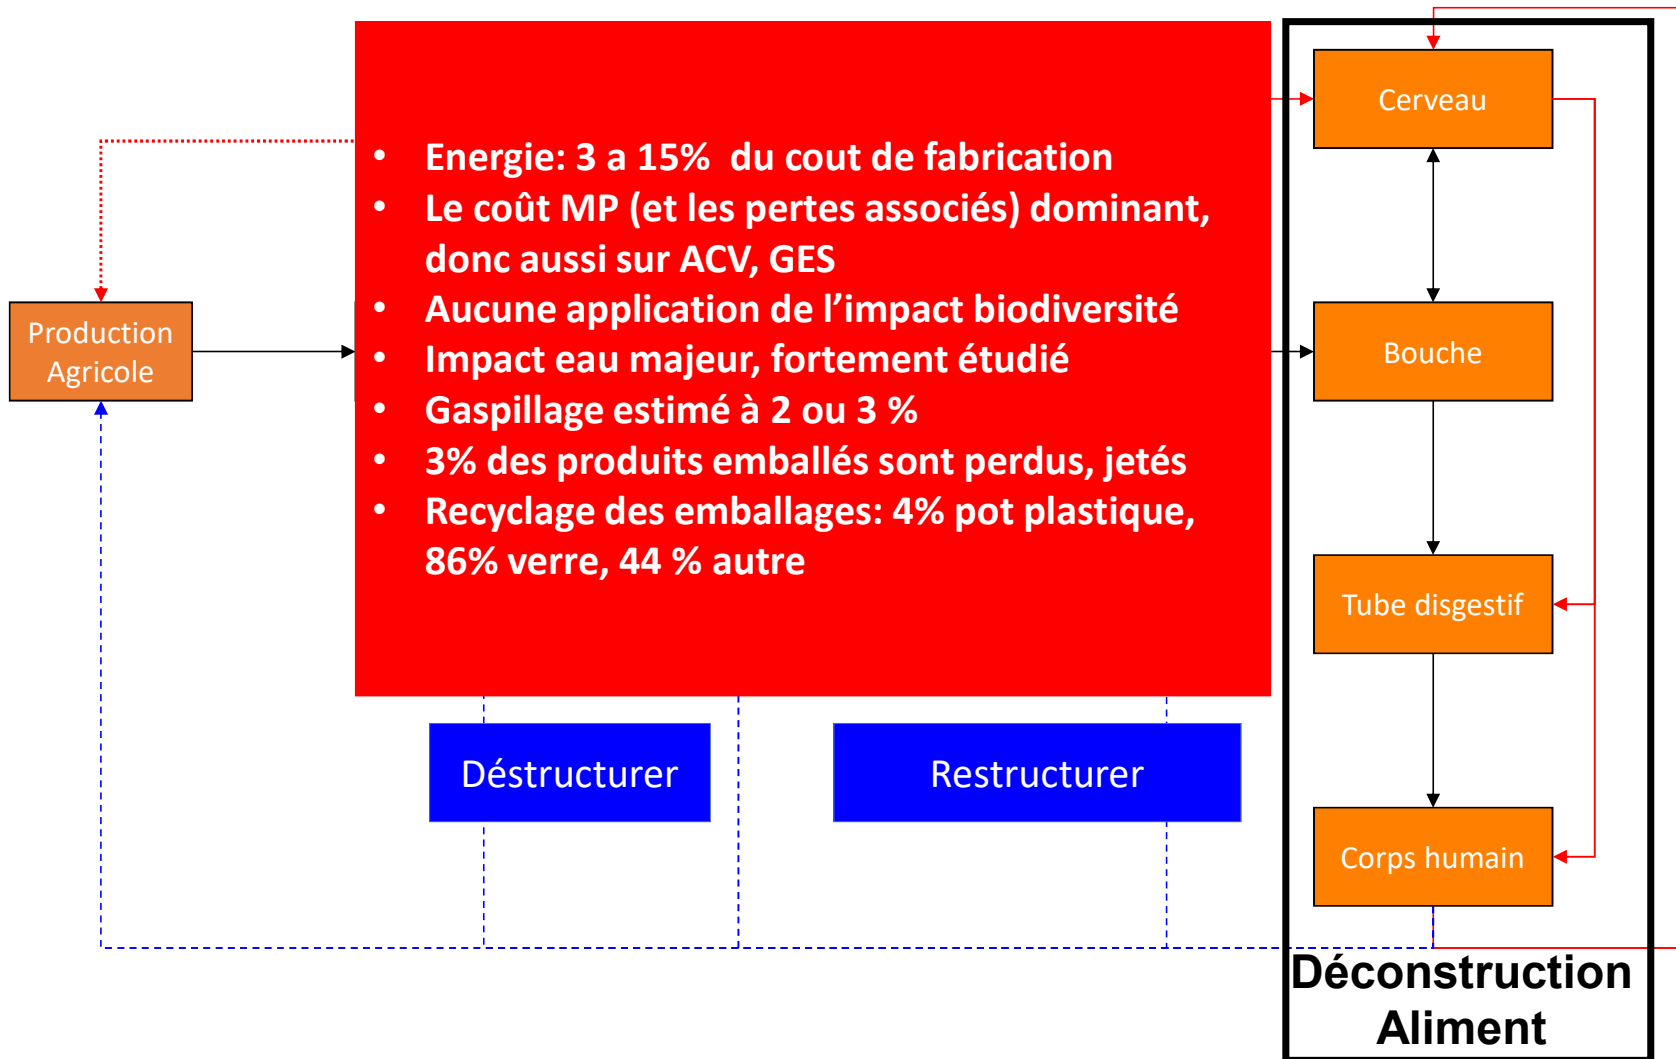 Production
Agricole
• Energie: 3 a 15% du cout de fabrication
• Le coût MP (et les pertes associés) dominant,
donc aussi sur ACV, GES
• Aucune application de l’impact biodiversité
• Impact eau majeur, fortement étudié
• Gaspillage estimé à 2 ou 3 %
• 3% des produits emballés sont perdus, jetés
• Recyclage des emballages: 4% pot plastique,
86% verre, 44 % autre
Déstructurer
Restructurer
Cerveau
Bouche
Tube disgestif
Corps humain
Déconstruction
Aliment